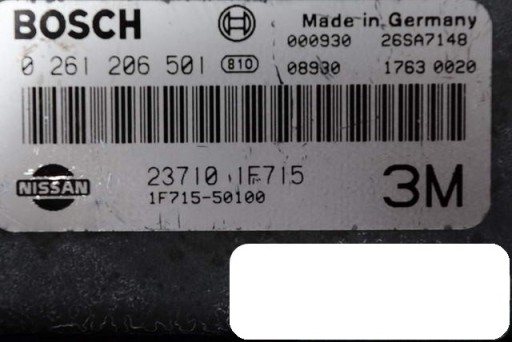 BOSCH
Made in Germany
000930 26SA7148
0 261 206 501 810 08930 1763 0020
NISSAN
23710 1F715
1F715-50100
3M